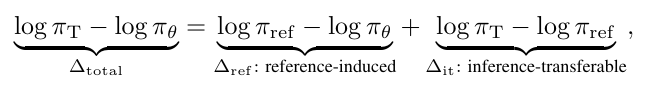 log π_T − log π_θ = log π_ref − log π_θ + log π_T − log π_ref ,
Δ_total Δ_ref : reference-induced Δ_it : inference-transferable